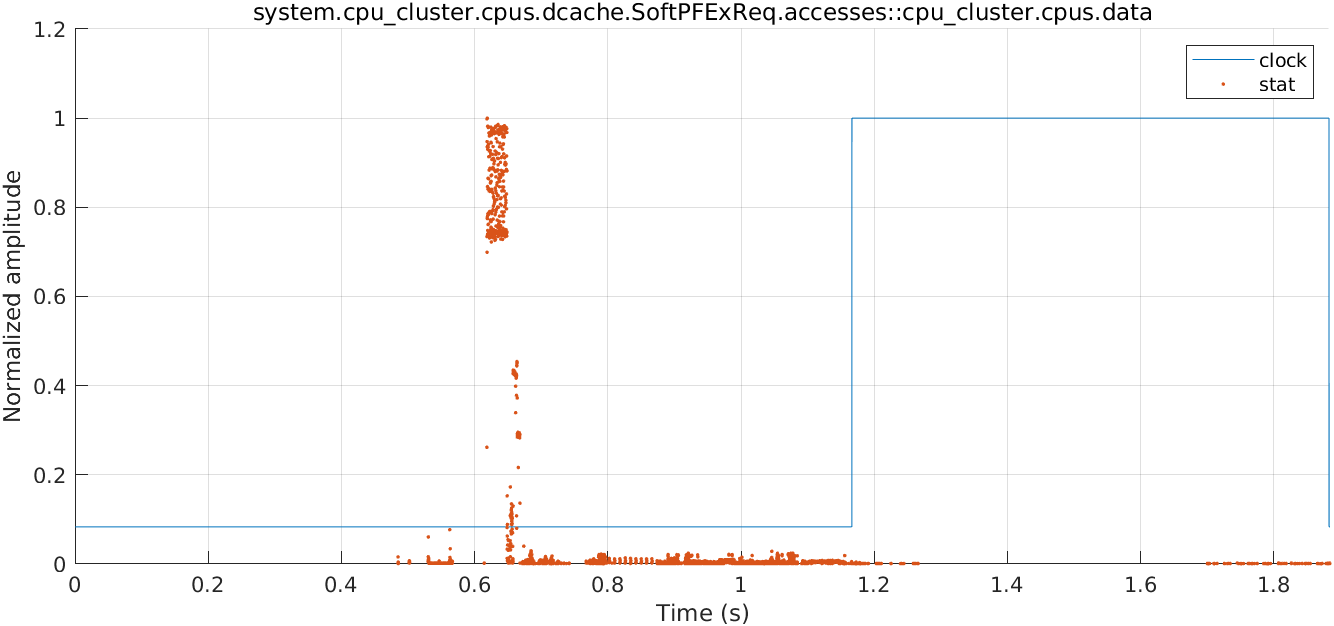 system.cpu_cluster.cpus.dcache.SoftPFExReq.accesses::cpu_cluster.cpus.data
clock
stat
Normalized amplitude
1.2
1
0.8
0.6
0.4
0.2
0
0 0.2 0.4 0.6 0.8 1 1.2 1.4 1.6 1.8
Time (s)